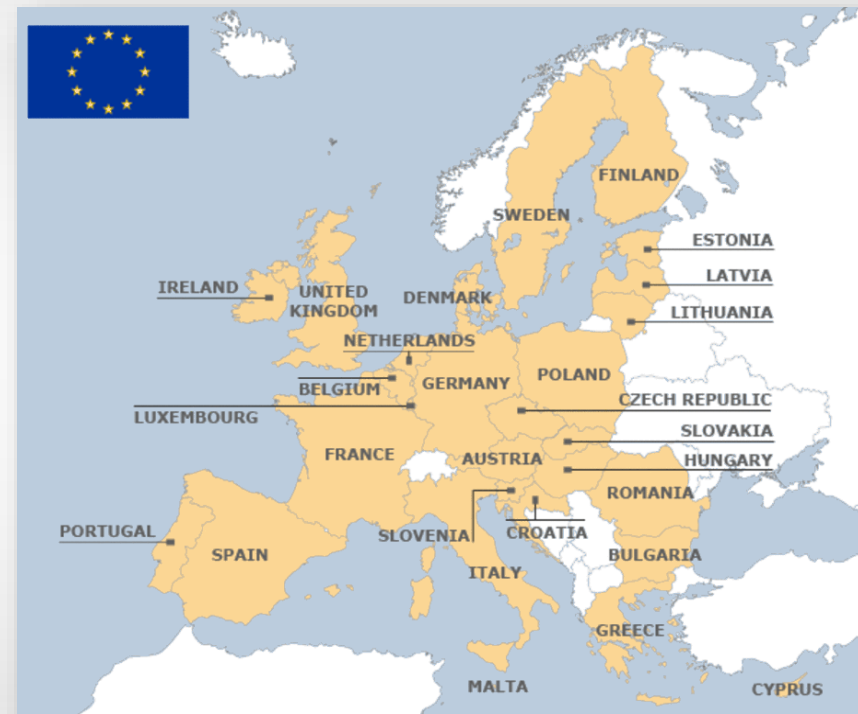 FINLAND
SWEDEN
ESTONIA
LATVIA
IRELAND
UNITED
KINGDOM
DENMARK
LITHUANIA
NETHERLANDS
BELGIUM
GERMANY
POLAND
CZECH REPUBLIC
LUXEMBOURG
SLOVAKIA
FRANCE
AUSTRIA
HUNGARY
ROMANIA
PORTUGAL
SLOVENIA
CROATIA
SPAIN
BULGARIA
ITALY
GREECE
MALTA
CYPRUS